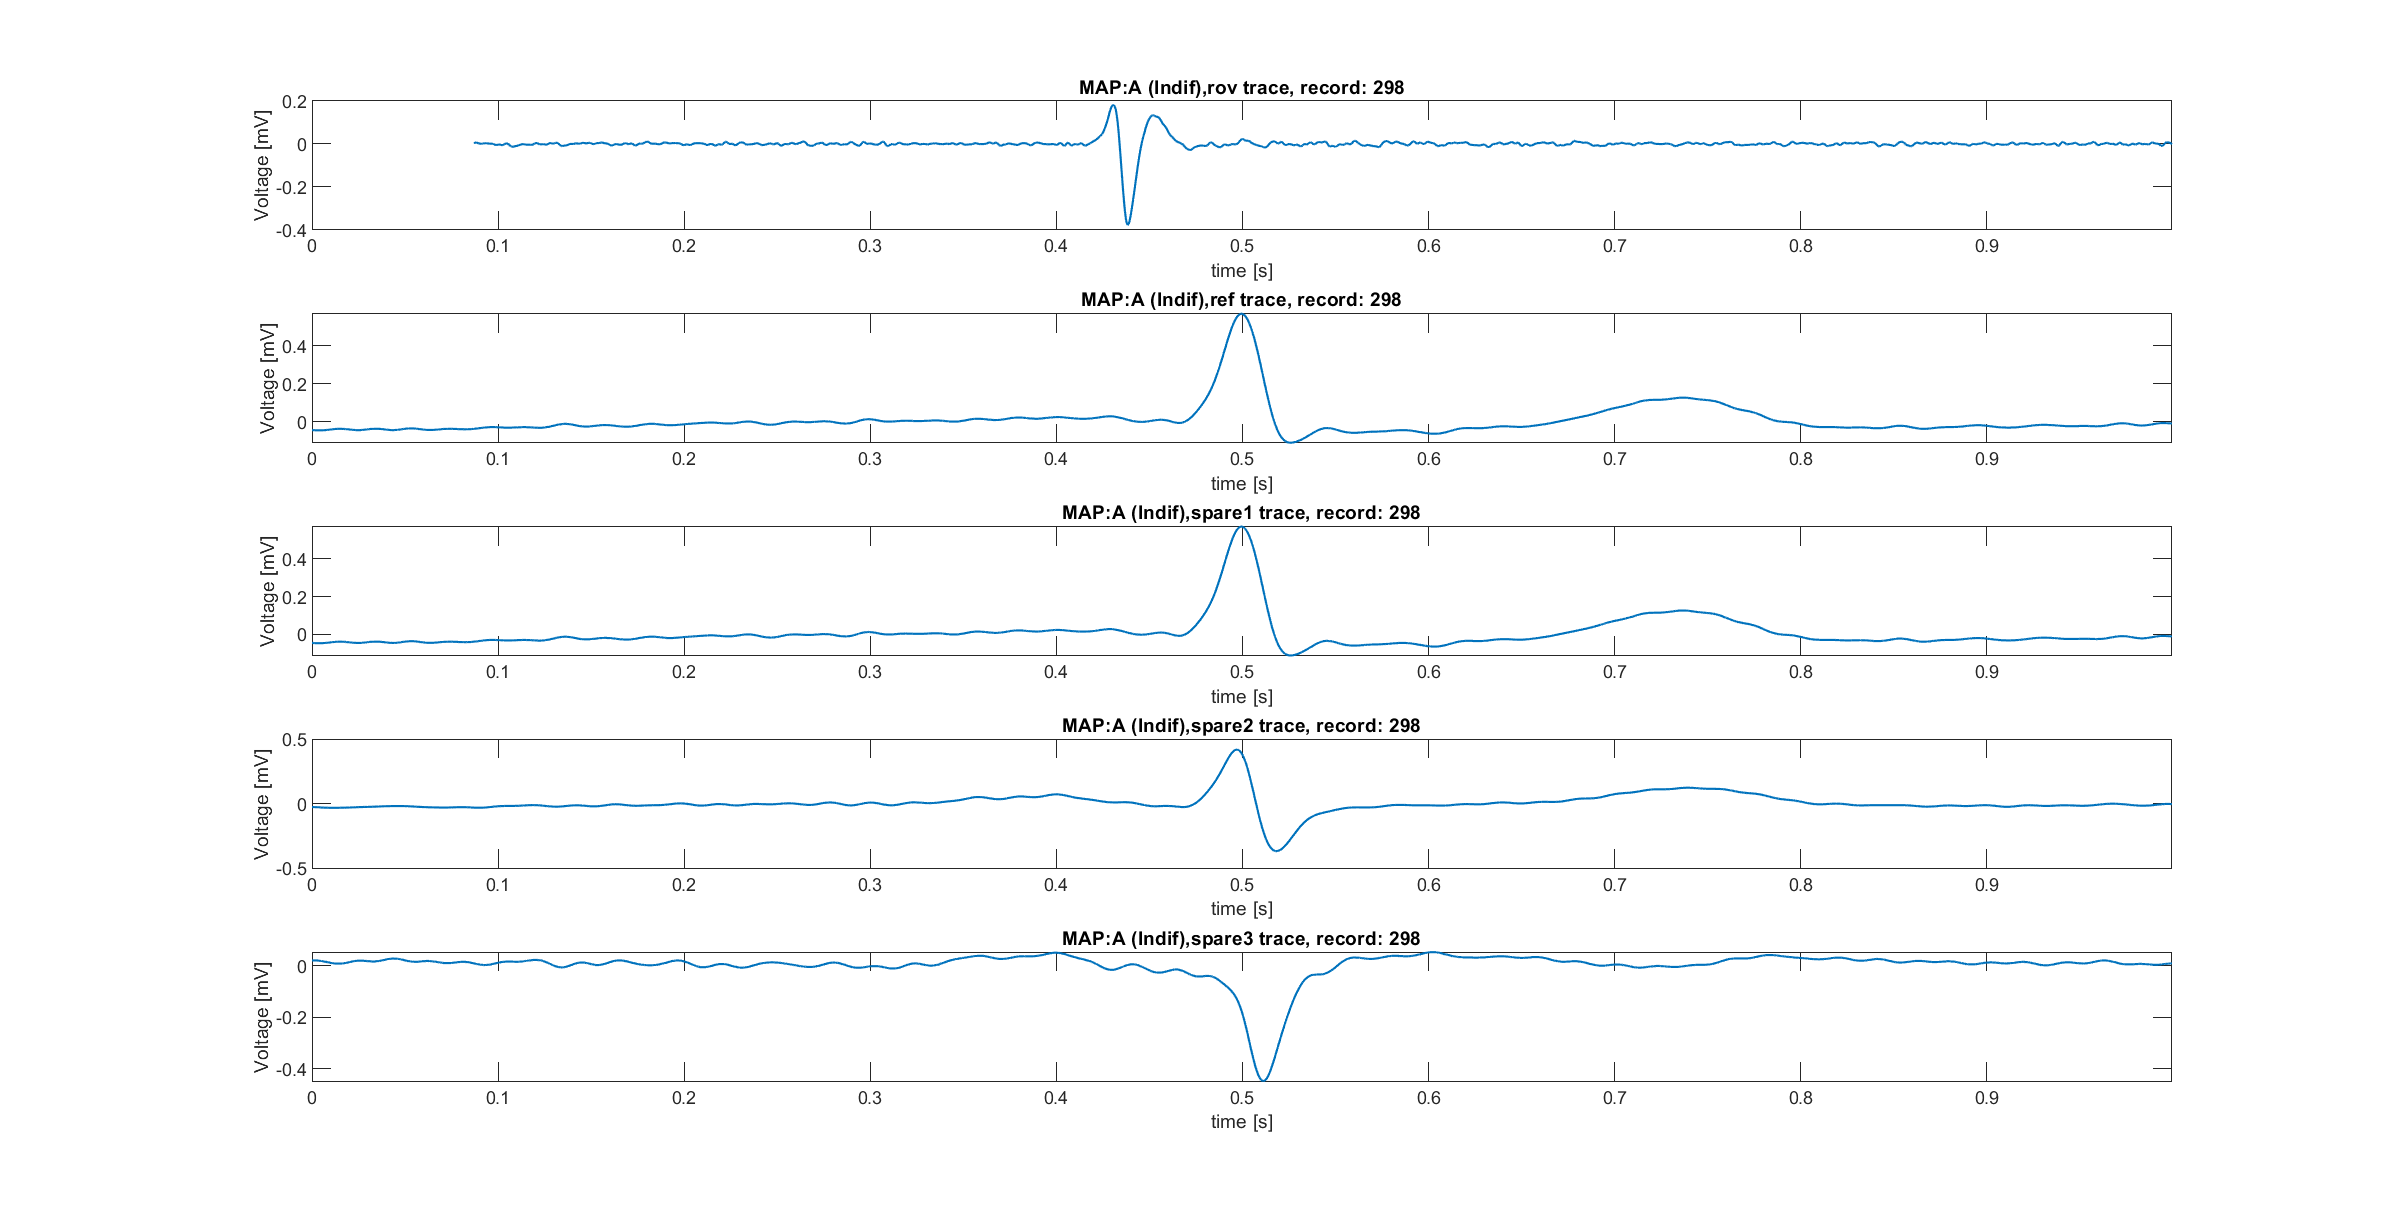 MAP:A (Indif),rov trace, record: 298
Voltage [mV]
0.2
0
-0.2
-0.4
0 0.1 0.2 0.3 0.4 0.5 0.6 0.7 0.8 0.9
time [s]
MAP:A (Indif),ref trace, record: 298
Voltage [mV]
0.4
0.2
0
0 0.1 0.2 0.3 0.4 0.5 0.6 0.7 0.8 0.9
time [s]
MAP:A (Indif),spare1 trace, record: 298
Voltage [mV]
0.4
0.2
0
0 0.1 0.2 0.3 0.4 0.5 0.6 0.7 0.8 0.9
time [s]
MAP:A (Indif),spare2 trace, record: 298
Voltage [mV]
0.5
0
-0.5
0 0.1 0.2 0.3 0.4 0.5 0.6 0.7 0.8 0.9
time [s]
MAP:A (Indif),spare3 trace, record: 298
Voltage [mV]
0
-0.2
-0.4
0 0.1 0.2 0.3 0.4 0.5 0.6 0.7 0.8 0.9
time [s]